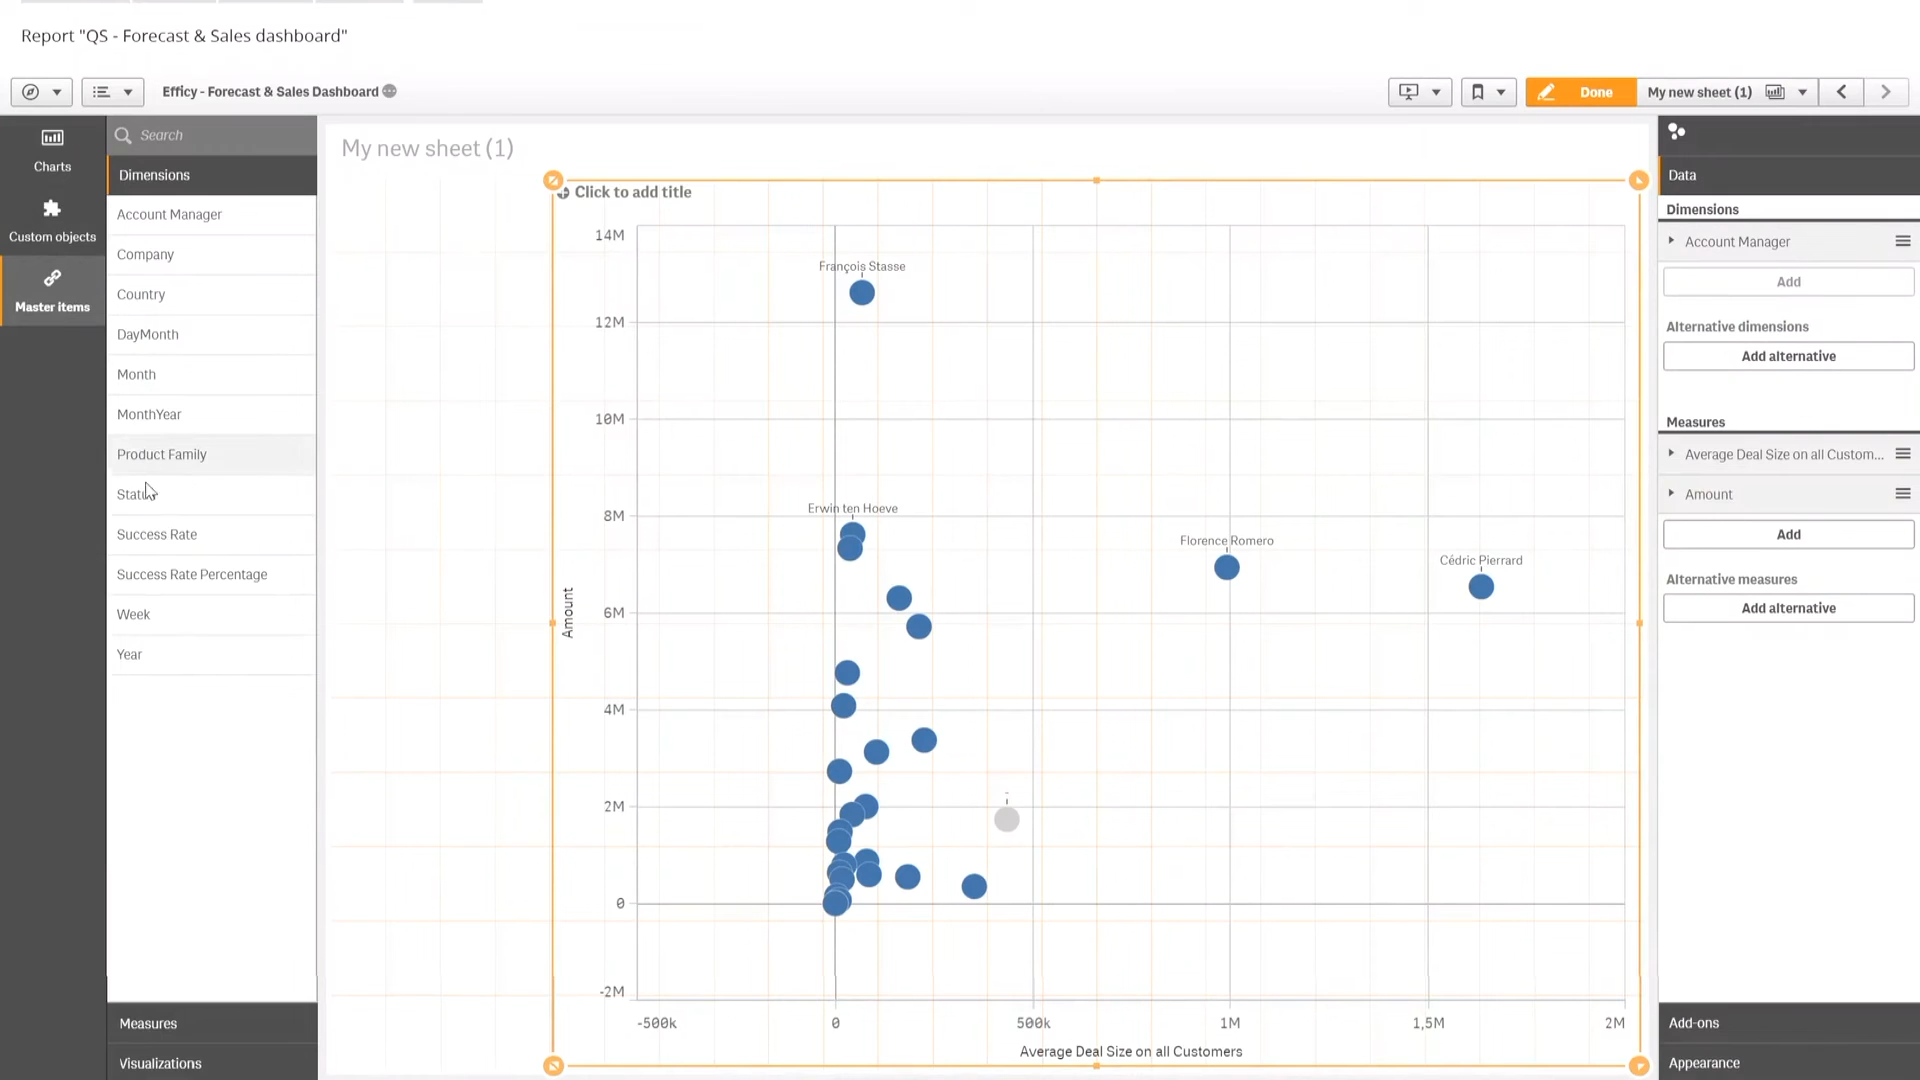 Report "QS - Forecast & Sales dashboard"
Efficy - Forecast & Sales Dashboard
Done
My new sheet (1)
Charts
Custom objects
Master items
Search
Dimensions
Account Manager
Company
Country
DayMonth
Month
MonthYear
Product Family
Success Rate
Success Rate Percentage
Week
Year
Measures
Visualizations
My new sheet (1)
Click to add title
14M
12M
10M
8M
6M
4M
2M
0
-2M
Amount
François Stasse
Erwin ten Hoeve
Florence Romero
Cédric Pierrard
-
-500k
0
500k
1M
1,5M
2M
Average Deal Size on all Customers
Data
Dimensions
Account Manager
Add
Alternative dimensions
Add alternative
Measures
Average Deal Size on all Custom...
Amount
Add
Alternative measures
Add alternative
Add-ons
Appearance